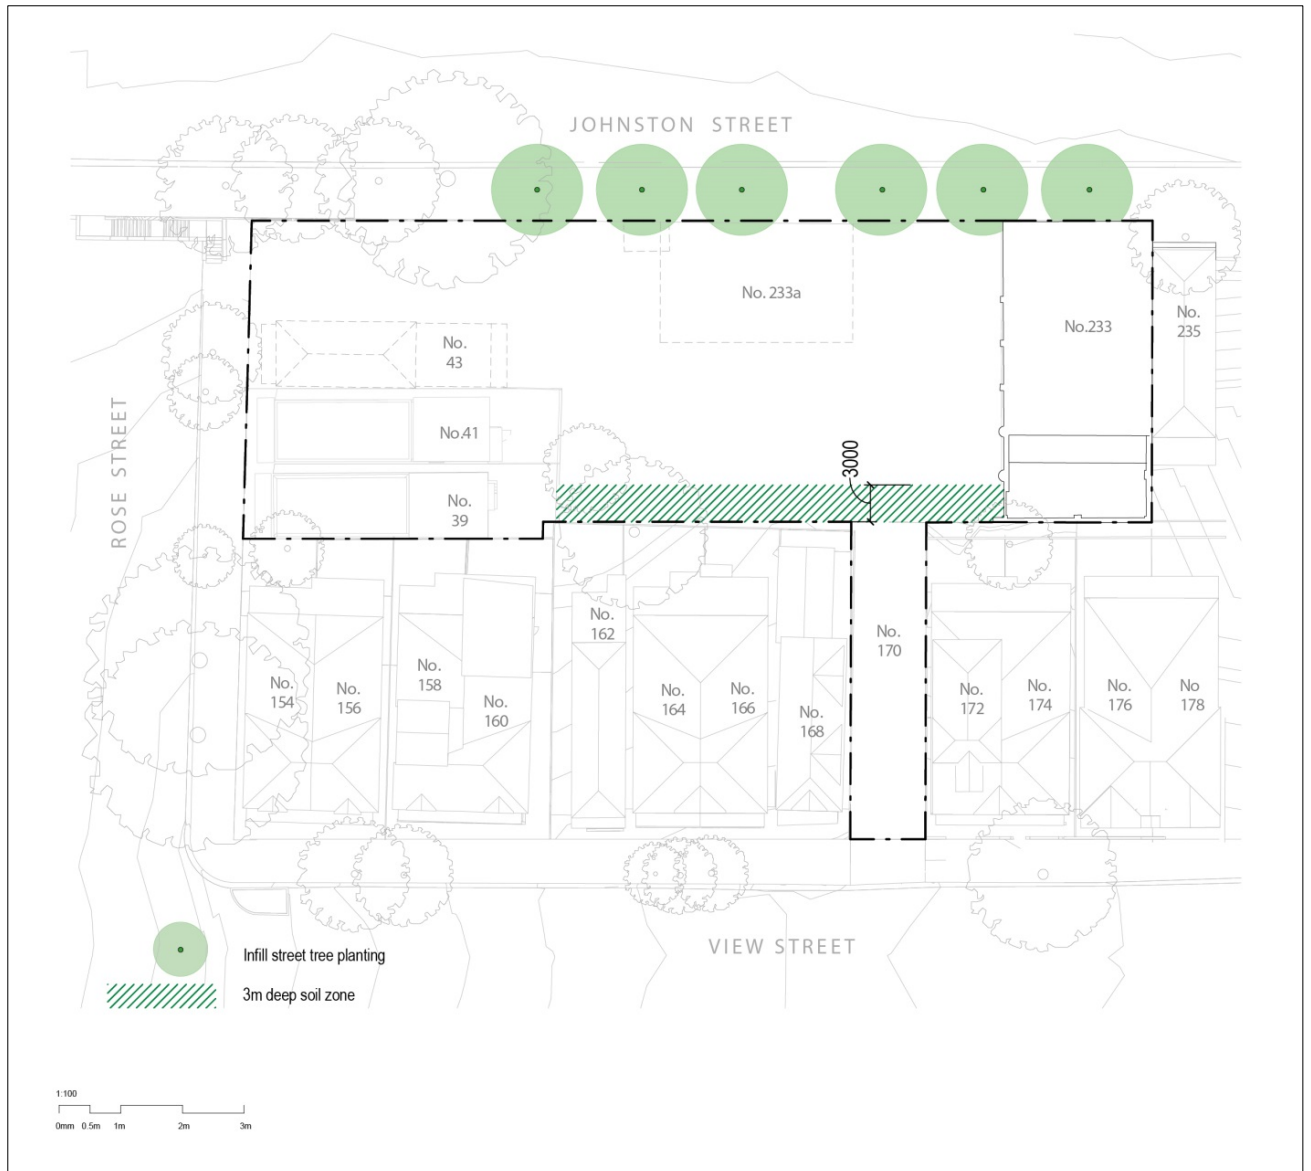 JOHNSTON STREET
No. 233a
No.233
No.
235
No.
43
No.41
No.
39
ROSE STREET
3000
No.
154
No.
156
No.
158
No.
160
No.
162
No.
164
No.
166
No.
168
No.
170
No.
172
No.
174
No.
176
No
178
VIEW STREET
Infill street tree planting
3m deep soil zone
1:100
0mm 0.5m 1m 2m 3m